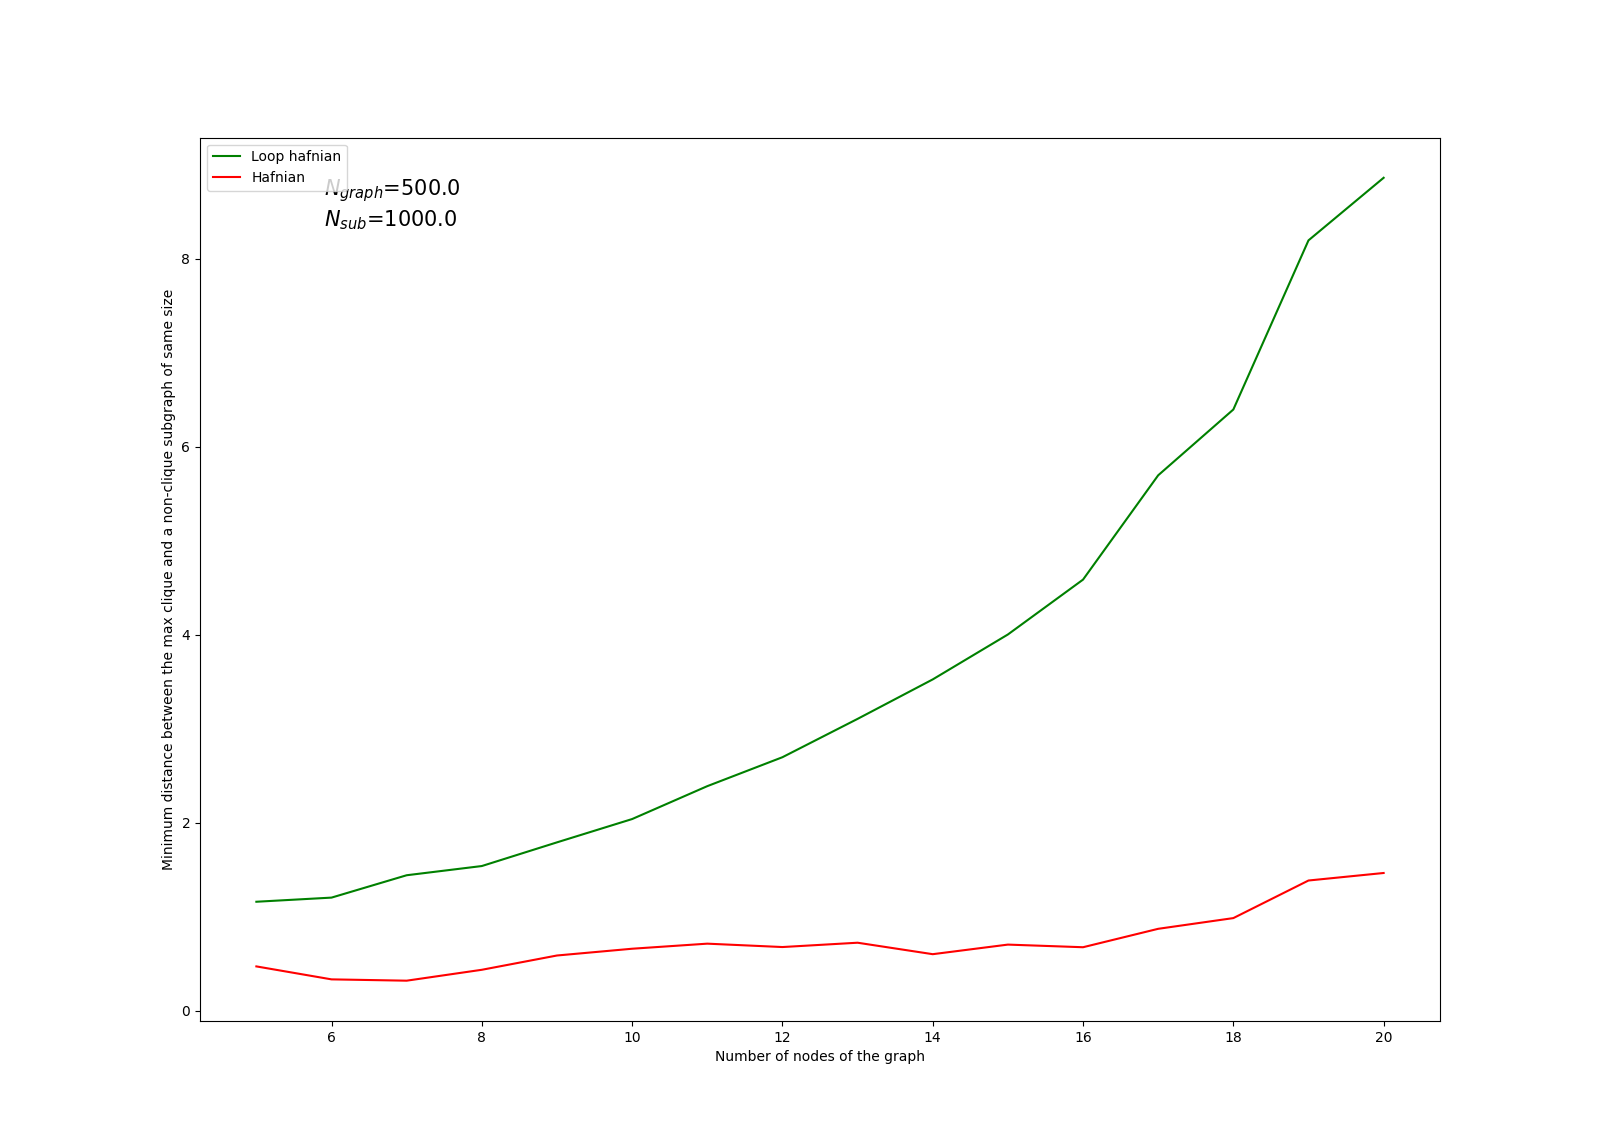 Loop hafnian
Hafnian
N_graph=500.0
N_sub=1000.0
8
6
4
2
0
Minimum distance between the max clique and a non-clique subgraph of same size
6 8 10 12 14 16 18 20
Number of nodes of the graph